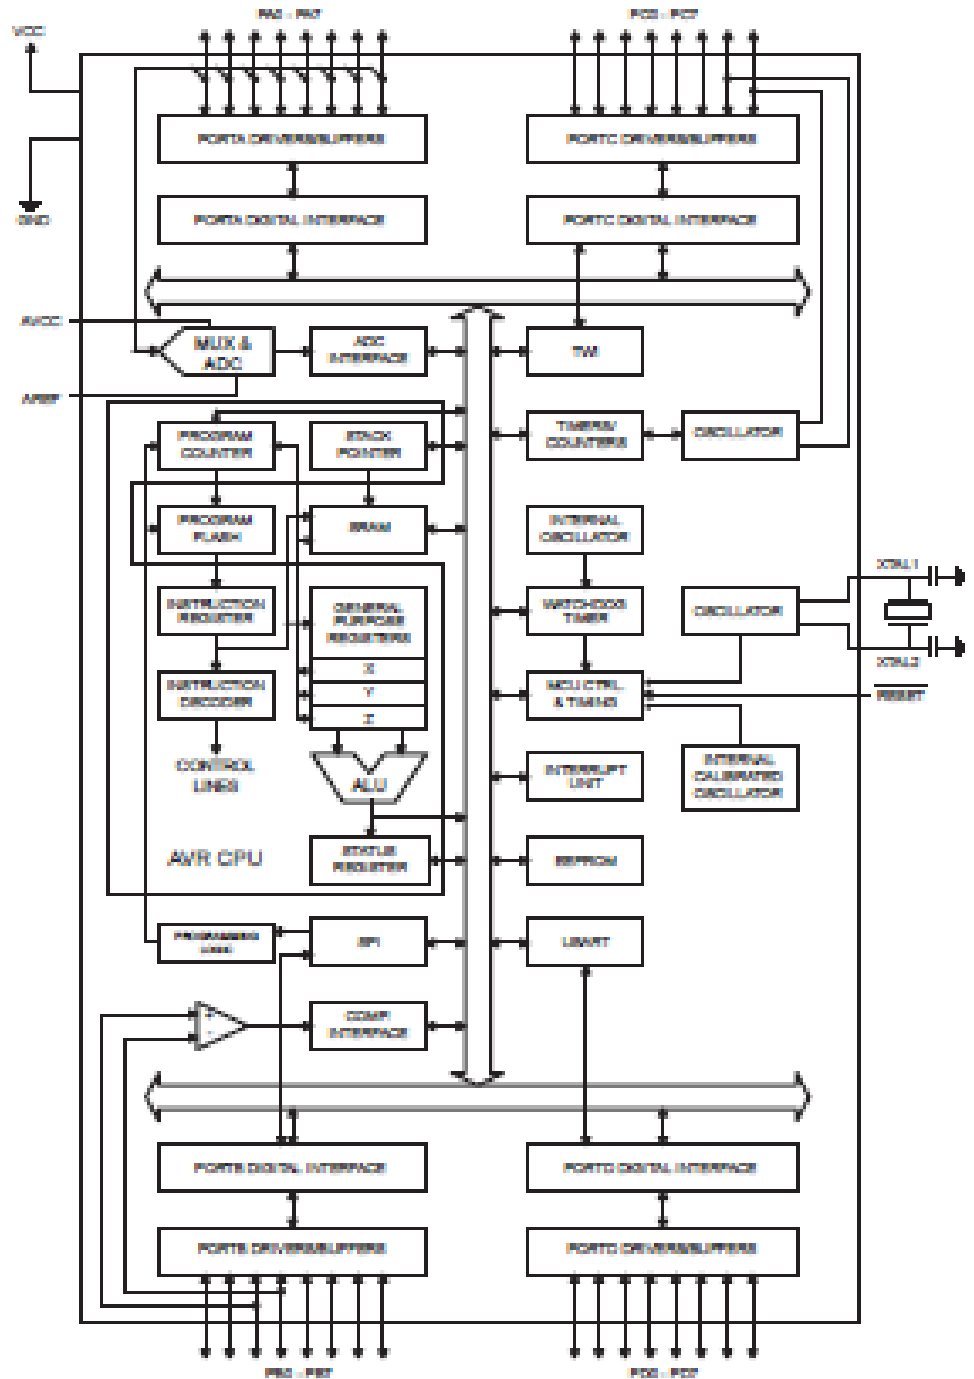 PA0 - PA7
PC0 - PC7
VCC
PORTA DRIVERS/BUFFERS
PORTC DRIVERS/BUFFERS
GND
PORTA DIGITAL INTERFACE
PORTC DIGITAL INTERFACE
AVCC
MUX &
ADC
ADC
INTERFACE
TWI
AREF
PROGRAM
COUNTER
STACK
POINTER
TIMERS/
COUNTERS
OSCILLATOR
PROGRAM
FLASH
SRAM
INTERNAL
OSCILLATOR
XTAL1
INSTRUCTION
REGISTER
GENERAL
PURPOSE
REGISTERS
WATCHDOG
TIMER
OSCILLATOR
X
XTAL2
INSTRUCTION
DECODER
Y
MCU CTRL.
& TIMING
RESET
Z
CONTROL
LINES
ALU
INTERRUPT
UNIT
INTERNAL
CALIBRATED
OSCILLATOR
AVR CPU
STATUS
REGISTER
EEPROM
PROGRAMMING
LOGIC
SPI
USART
+
-
COMP.
INTERFACE
PORTB DIGITAL INTERFACE
PORTD DIGITAL INTERFACE
PORTB DRIVERS/BUFFERS
PORTD DRIVERS/BUFFERS
PB0 - PB7
PD0 - PD7